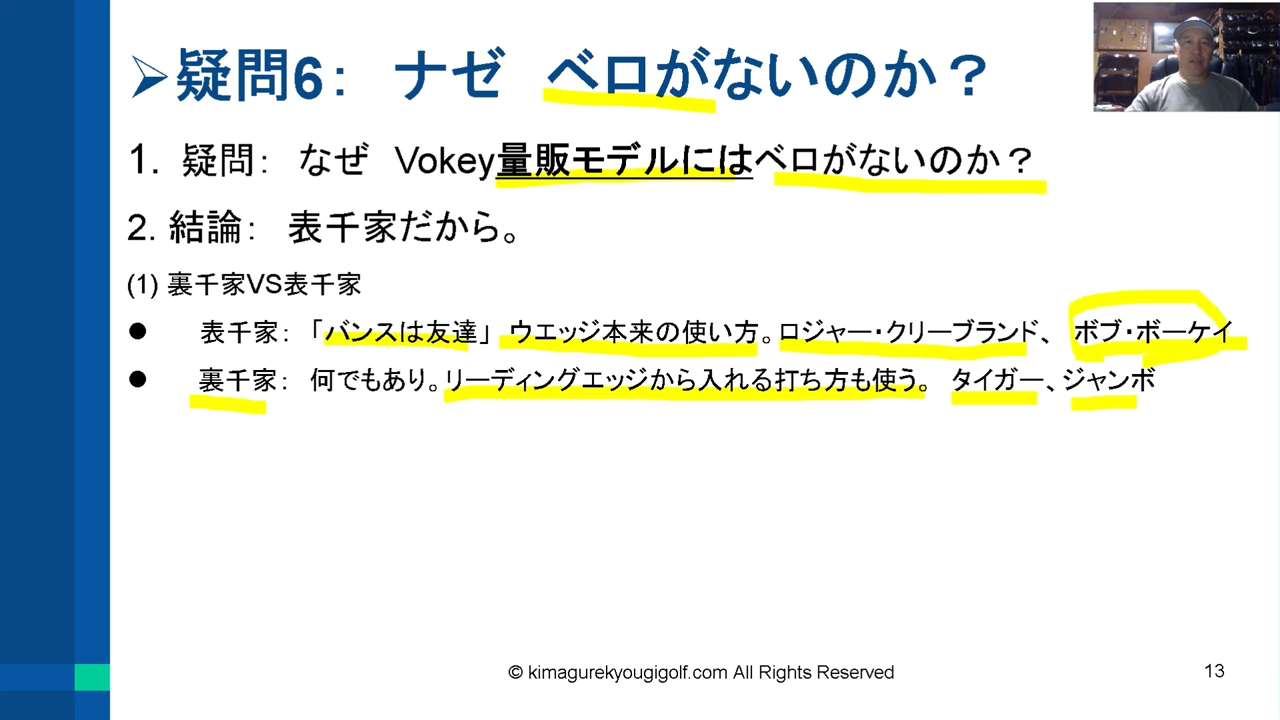 ➢疑問6： ナゼ ベロがないのか？
1. 疑問： なぜ Vokey量販モデルにはベロがないのか？
2. 結論： 表千家だから。
(1) 裏千家VS表千家
● 表千家：「バンスは友達」 ウエッジ本来の使い方。ロジャー・クリーブランド、 ボブ・ボーケイ
● 裏千家： 何でもあり。リーディングエッジから入れる打ち方も使う。 タイガー、ジャンボ
© kimagurekyougigolf.com All Rights Reserved
13